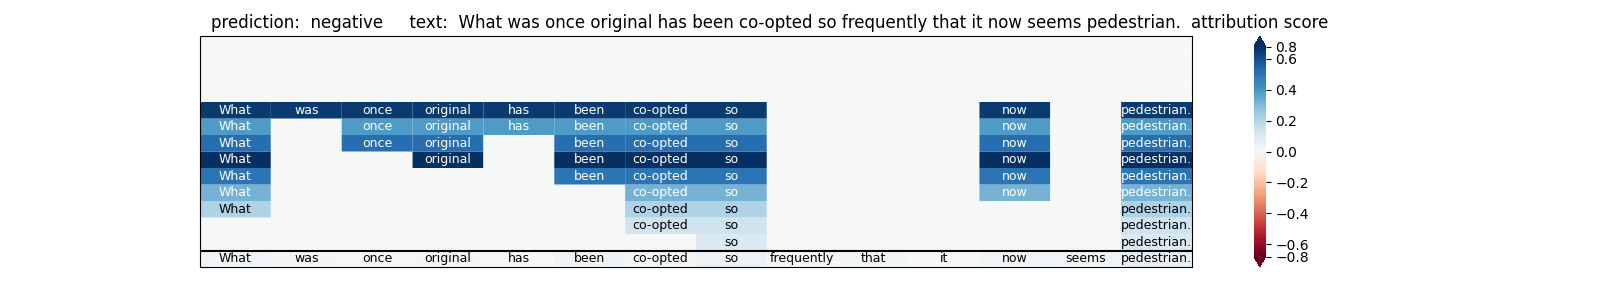 prediction:  negative     text:  What was once original has been co-opted so frequently that it now seems pedestrian.  attribution score
What was once original has been co-opted so now pedestrian.
What once original has been co-opted so now pedestrian.
What once original been co-opted so now pedestrian.
What original been co-opted so now pedestrian.
What been co-opted so now pedestrian.
What co-opted so now pedestrian.
What co-opted so pedestrian.
co-opted so pedestrian.
so pedestrian.
What was once original has been co-opted so frequently that it now seems pedestrian.
0.8
0.6
0.4
0.2
0.0
−0.2
−0.4
−0.6
−0.8